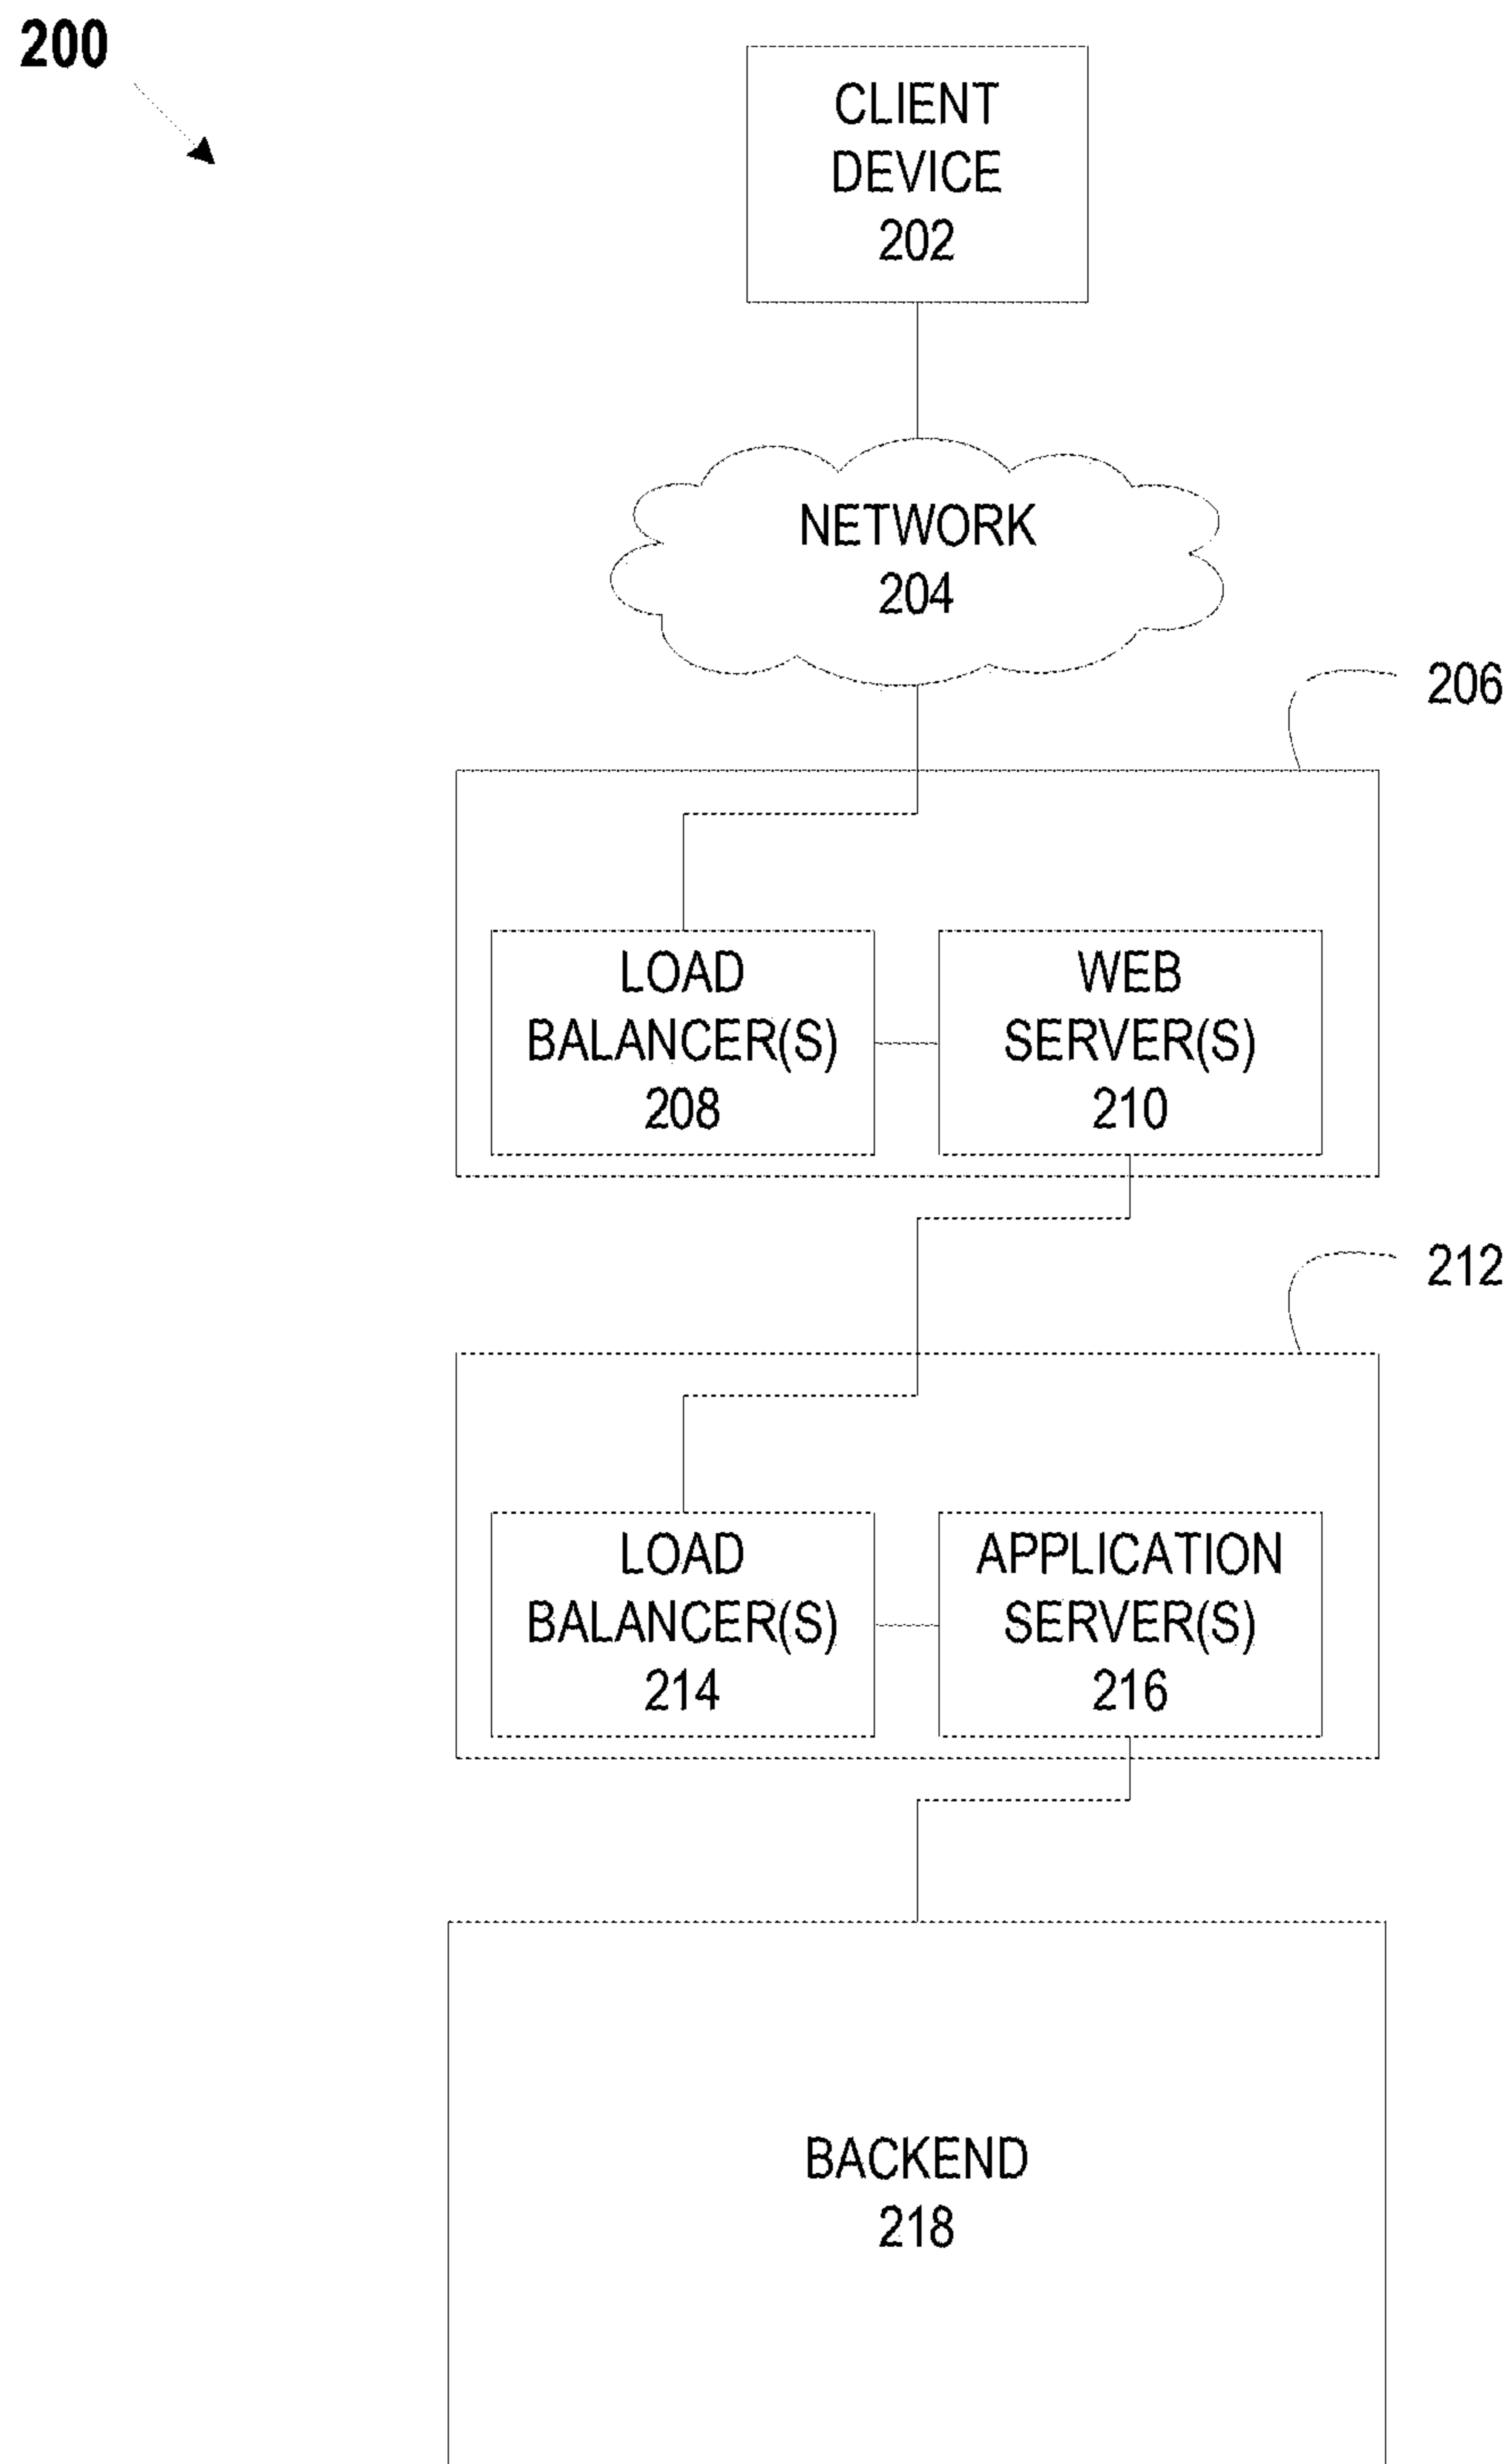 200
CLIENT
DEVICE
202
NETWORK
204
206
LOAD
BALANCER(S)
208
WEB
SERVER(S)
210
212
LOAD
BALANCER(S)
214
APPLICATION
SERVER(S)
216
BACKEND
218